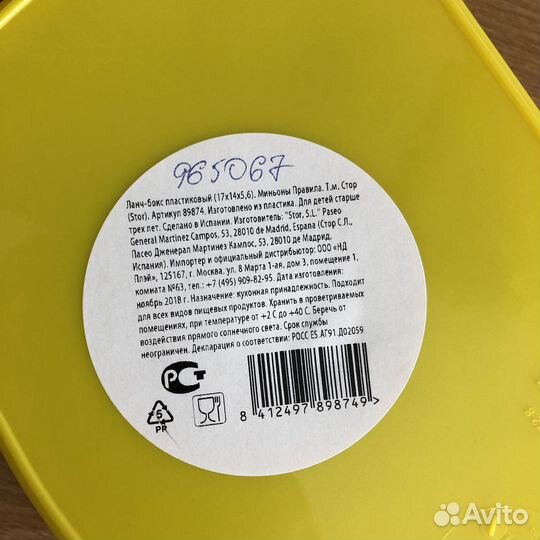 965067
Ланч-бокс пластиковый (17х14х5,6). Миньоны Правила. Т.м. Стор
(Stor). Артикул 89874. Изготовлено из пластика. Для детей старше
трех лет. Сделано в Испании. Изготовитель: "Stor, S.L." Paseo
General Martinez Campos, 53, 28010 de Madrid, Espana (Стор С.Л.,
Пасео Дженерал Мартинез Кампос, 53, 28010 де Мадрид,
Испания). Импортер и официальный дистрибьютор: ООО «НД
Плэй», 125167, г. Москва, ул. 8 Марта 1-ая, дом 3, помещение 1,
комната №63, тел.: +7 (495) 909-82-95. Дата изготовления:
ноябрь 2018 г. Назначение: кухонная принадлежность. Подходит
для всех видов пищевых продуктов. Хранить в проветриваемых
помещениях, при температуре от +2 С до +40 С. Беречь от
воздействия прямого солнечного света. Срок службы
неограничен. Декларация о соответствии: РОСС ES.АГ91.Д02059
РСТ
5
PP
8 412497 898749 >
Avito